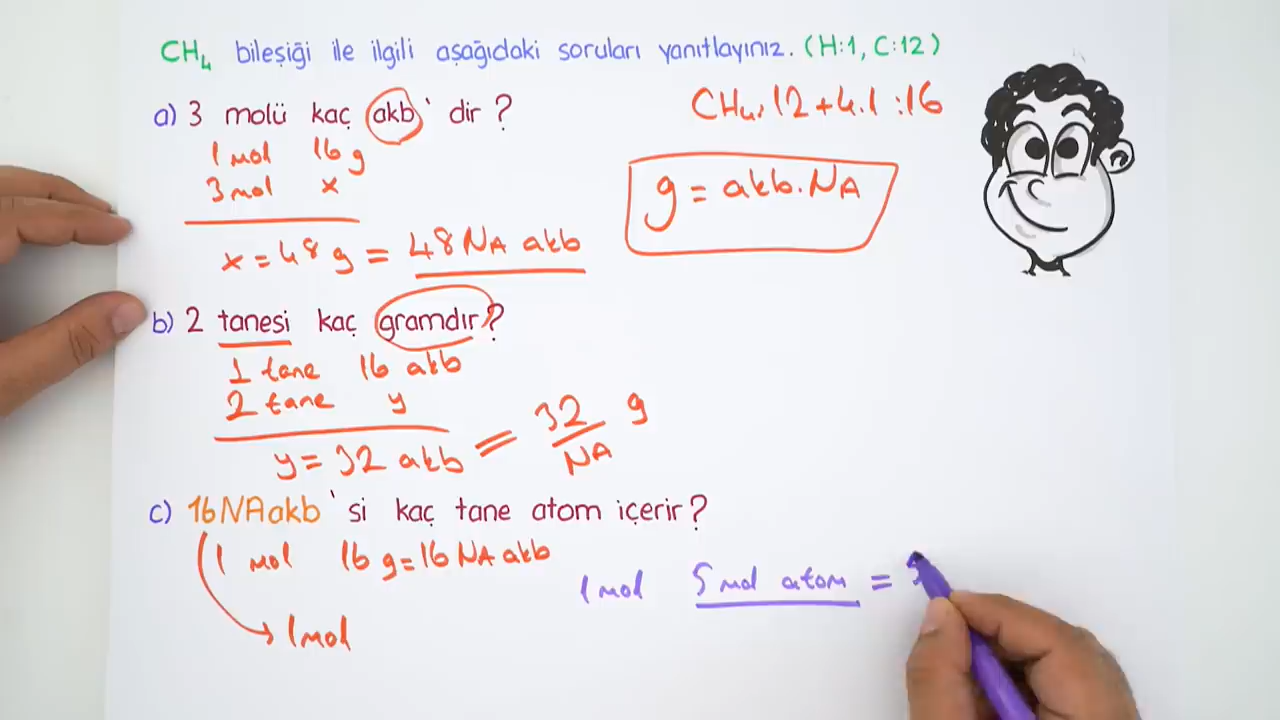 CH₄ bileşiği ile ilgili aşağıdaki soruları yanıtlayınız. (H:1, C:12)
a) 3 molü kaç akb' dir ?
CH₄: 12 + 4.1 : 16
1 mol 16 g
3 mol x
g = akb.NA
x = 48 g = 48 NA akb
b) 2 tanesi kaç gramdır?
1 tane 16 akb
2 tane y
y = 32 akb = 32/NA g
c) 16NAakb'si kaç tane atom içerir?
1 mol 16 g = 16 NA akb
1 mol 5 mol atom =
1 mol